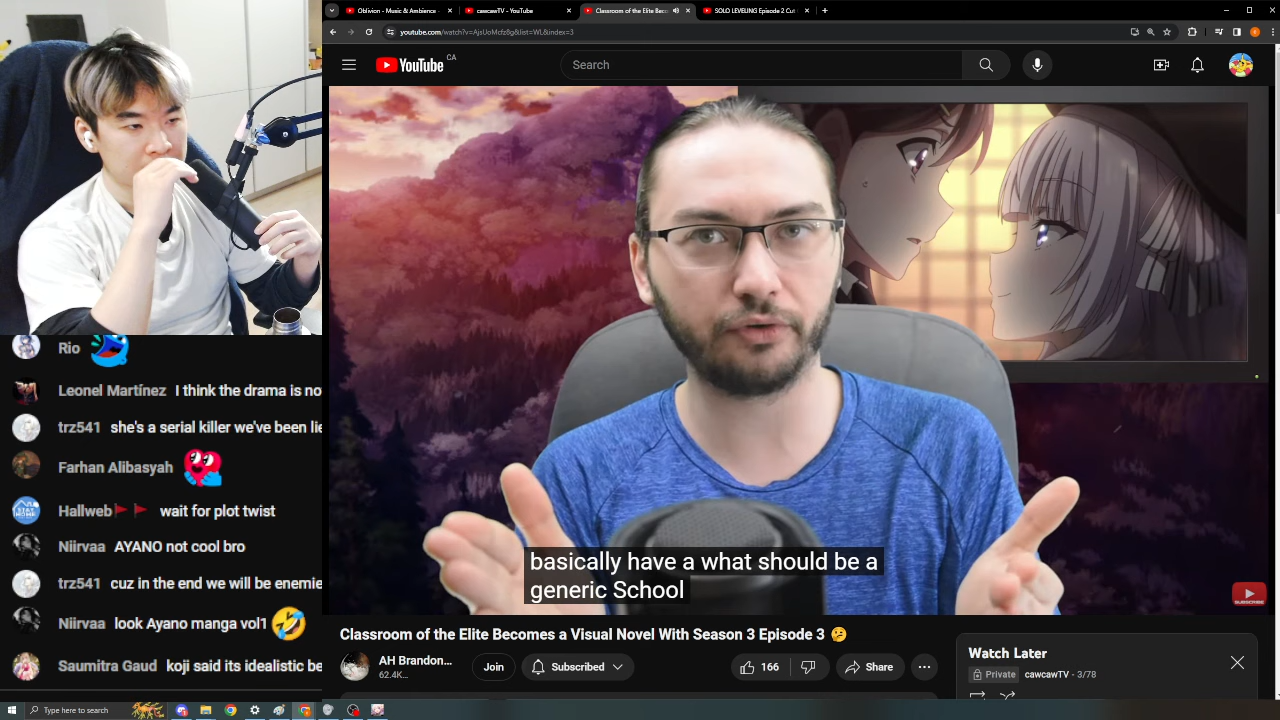 Oblivion - Music & Ambience -
cawcawTV - YouTube
Classroom of the Elite Beco
SOLO LEVELING Episode 2 Cut
youtube.com/watch?v=AjsUoMcfz8g&list=WL&index=3
YouTube CA
Search
Rio
Leonel Martínez I think the drama is no
trz541 she's a serial killer we've been lie
Farhan Alibasyah
Hallweb wait for plot twist
Niirvaa AYANO not cool bro
trz541 cuz in the end we will be enemie
Niirvaa look Ayano manga vol1
Saumitra Gaud koji said its idealistic be
basically have a what should be a
generic School
SUBSCRIBE
Classroom of the Elite Becomes a Visual Novel With Season 3 Episode 3
AH Brandon...
62.4K...
Join
Subscribed
166
Share
Watch Later
Private cawcawTV - 3/78
Type here to search